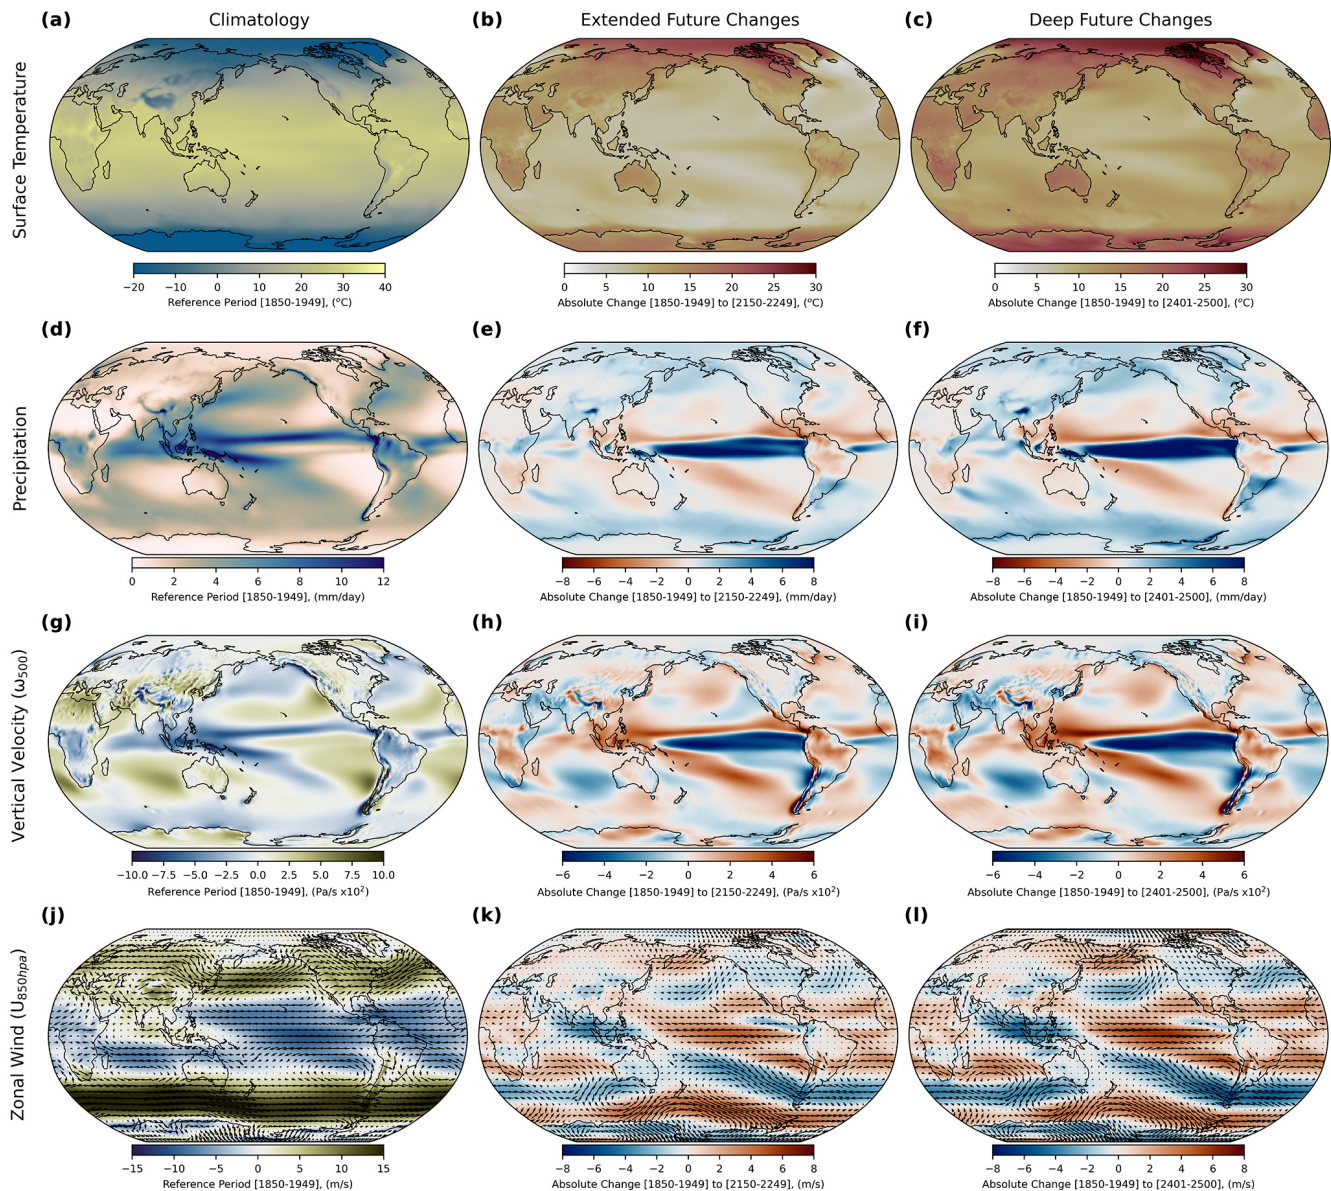 (a) Climatology (b) Extended Future Changes (c) Deep Future Changes
Surface Temperature
−20 −10 0 10 20 30 40 0 5 10 15 20 25 30 0 5 10 15 20 25 30
Reference Period [1850-1949], (°C) Absolute Change [1850-1949] to [2150-2249], (°C) Absolute Change [1850-1949] to [2401-2500], (°C)
(d) (e) (f)
Precipitation
0 2 4 6 8 10 12 −8 −6 −4 −2 0 2 4 6 8 −8 −6 −4 −2 0 2 4 6 8
Reference Period [1850-1949], (mm/day) Absolute Change [1850-1949] to [2150-2249], (mm/day) Absolute Change [1850-1949] to [2401-2500], (mm/day)
(g) (h) (i)
Vertical Velocity (ω500)
−10.0 −7.5 −5.0 −2.5 0.0 2.5 5.0 7.5 10.0 −6 −4 −2 0 2 4 6 −6 −4 −2 0 2 4 6
Reference Period [1850-1949], (Pa/s x10²) Absolute Change [1850-1949] to [2150-2249], (Pa/s x10²) Absolute Change [1850-1949] to [2401-2500], (Pa/s x10²)
(j) (k) (l)
Zonal Wind (U850hpa)
−15 −10 −5 0 5 10 15 −8 −6 −4 −2 0 2 4 6 8 −8 −6 −4 −2 0 2 4 6 8
Reference Period [1850-1949], (m/s) Absolute Change [1850-1949] to [2150-2249], (m/s) Absolute Change [1850-1949] to [2401-2500], (m/s)